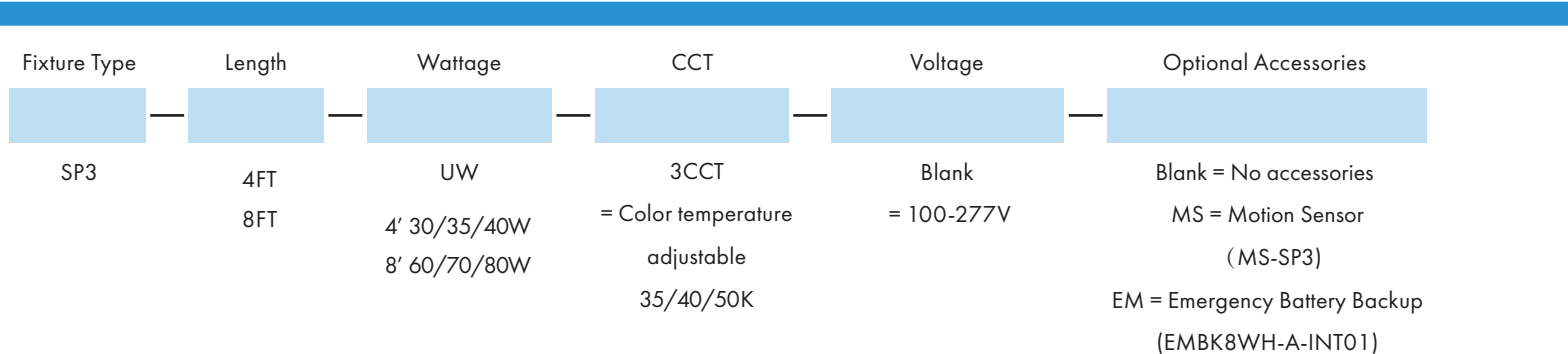 Fixture Type
Length
Wattage
CCT
Voltage
Optional Accessories
SP3
4FT
8FT
UW
4’ 30/35/40W
8’ 60/70/80W
3CCT
= Color temperature
adjustable
35/40/50K
Blank
= 100-277V
Blank = No accessories
MS = Motion Sensor
（MS-SP3)
EM = Emergency Battery Backup
(EMBK8WH-A-INT01)